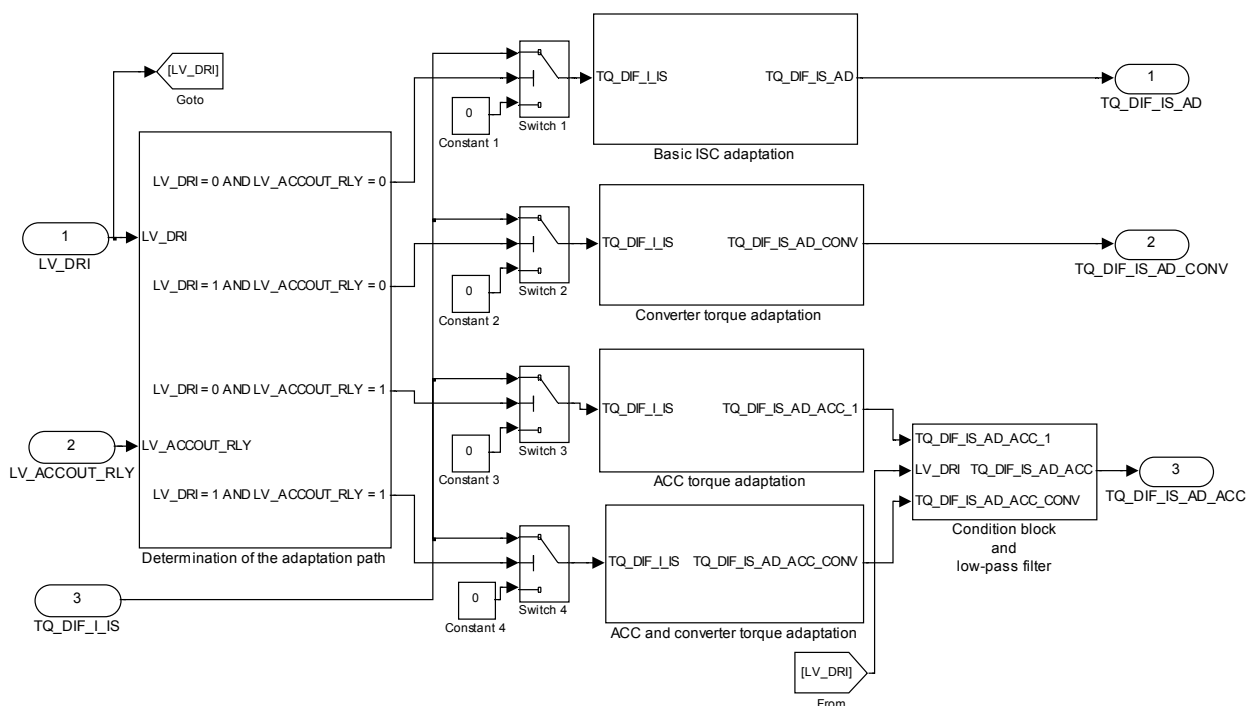 [LV_DRI]
Goto
1
LV_DRI
2
LV_ACCOUT_RLY
3
TQ_DIF_I_IS
LV_DRI = 0 AND LV_ACCOUT_RLY = 0
LV_DRI
LV_DRI = 1 AND LV_ACCOUT_RLY = 0
LV_DRI = 0 AND LV_ACCOUT_RLY = 1
LV_ACCOUT_RLY
LV_DRI = 1 AND LV_ACCOUT_RLY = 1
Determination of the adaptation path
0
Constant 1
Switch 1
TQ_DIF_I_IS
TQ_DIF_IS_AD
Basic ISC adaptation
1
TQ_DIF_IS_AD
0
Constant 2
Switch 2
TQ_DIF_I_IS
TQ_DIF_IS_AD_CONV
Converter torque adaptation
2
TQ_DIF_IS_AD_CONV
0
Constant 3
Switch 3
TQ_DIF_I_IS
TQ_DIF_IS_AD_ACC_1
ACC torque adaptation
0
Constant 4
Switch 4
TQ_DIF_I_IS
TQ_DIF_IS_AD_ACC_CONV
ACC and converter torque adaptation
[LV_DRI]
From
TQ_DIF_IS_AD_ACC_1
LV_DRI
TQ_DIF_IS_AD_ACC
TQ_DIF_IS_AD_ACC_CONV
Condition block
and
low-pass filter
3
TQ_DIF_IS_AD_ACC